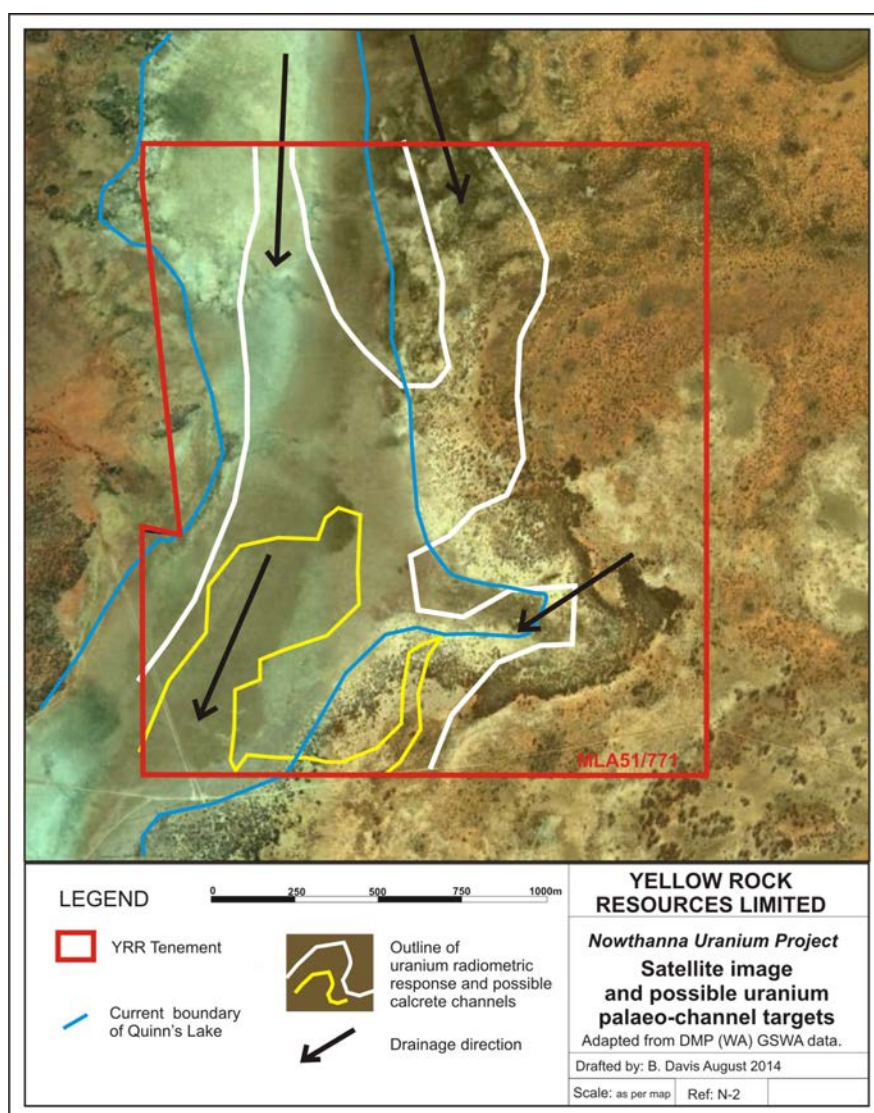 MLA51/771
LEGEND
0 250 500 750 1000m
YRR Tenement
Current boundary
of Quinn's Lake
Outline of
uranium radiometric
response and possible
calcrete channels
Drainage direction
YELLOW ROCK
RESOURCES LIMITED
Nowthanna Uranium Project
Satellite image
and possible uranium
palaeo-channel targets
Adapted from DMP (WA) GSWA data.
Drafted by: B. Davis August 2014
Scale: as per map Ref: N-2